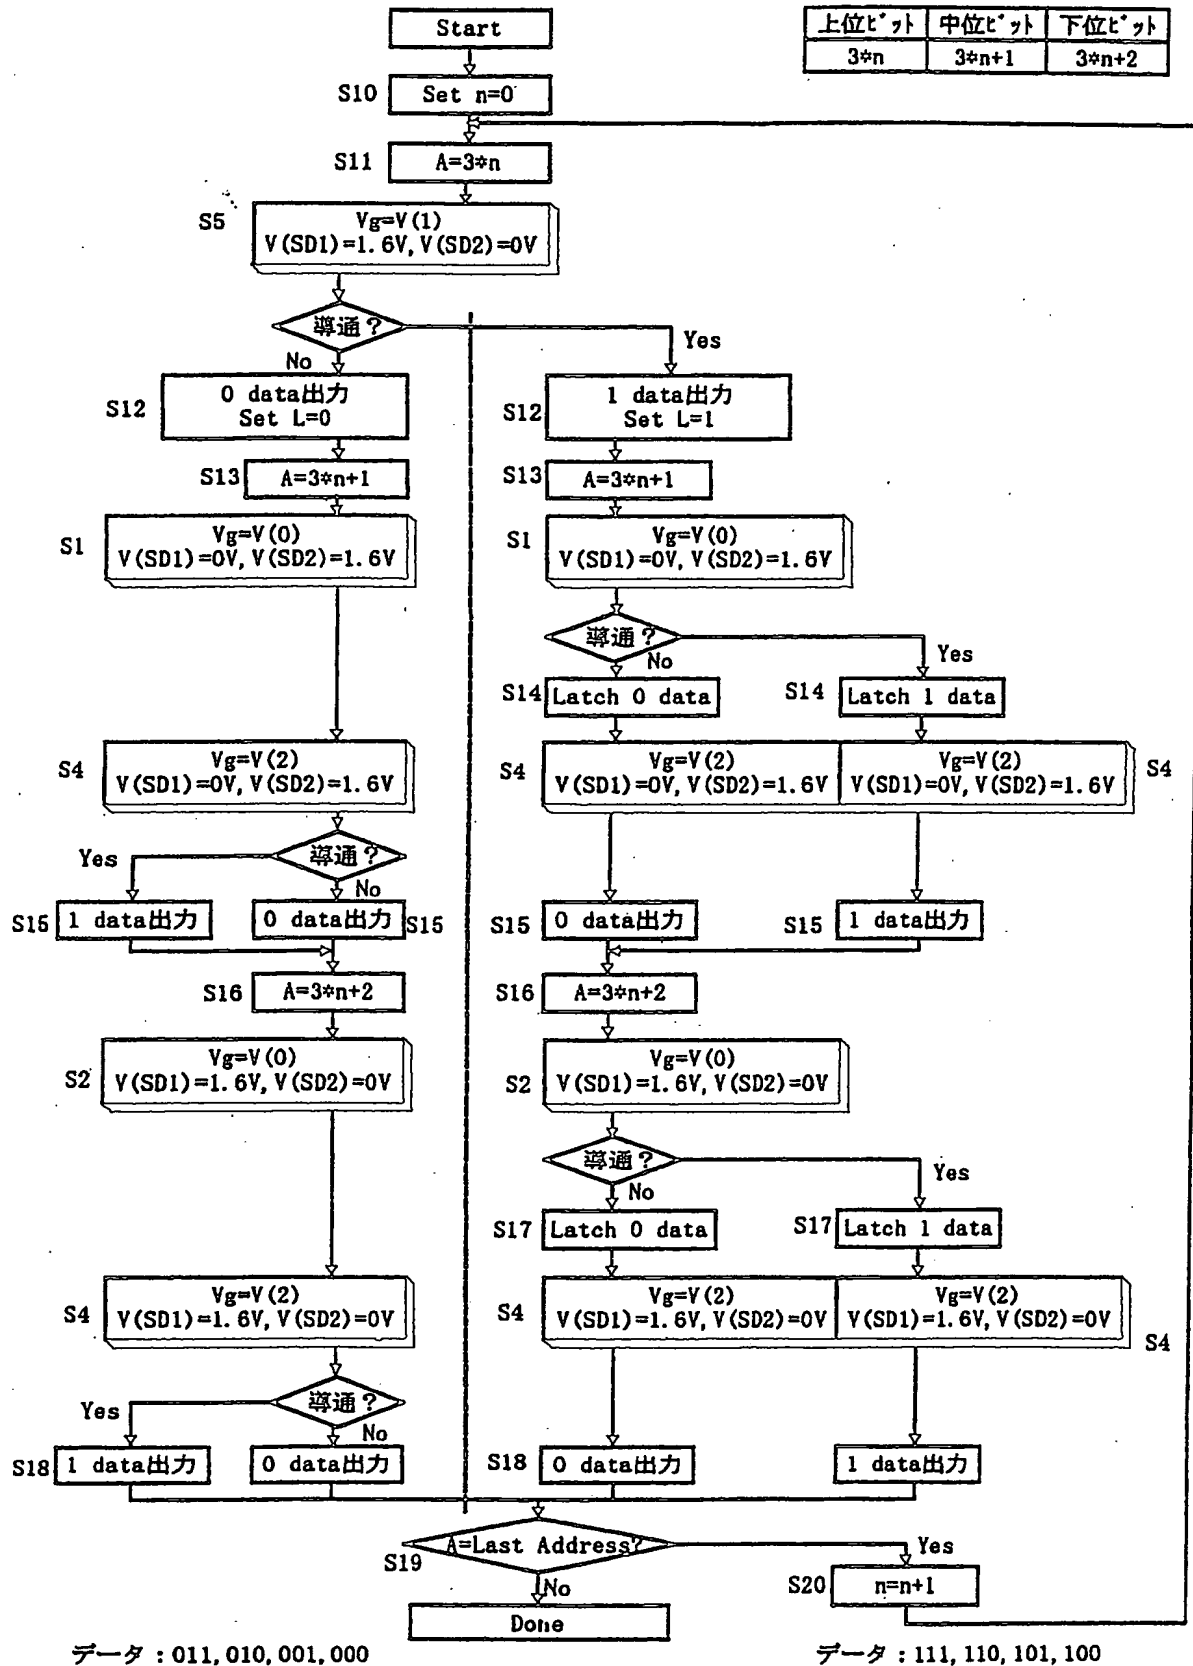 Start
上位ビット 中位ビット 下位ビット
3*n 3*n+1 3*n+2
S10 Set n=0
S11 A=3*n
S5 Vg=V(1)
V(SD1)=1.6V, V(SD2)=0V
導通?
Yes
No
S12 0 data出力
Set L=0
S12 1 data出力
Set L=1
S13 A=3*n+1
S13 A=3*n+1
S1 Vg=V(0)
V(SD1)=0V, V(SD2)=1.6V
S1 Vg=V(0)
V(SD1)=0V, V(SD2)=1.6V
導通?
No
Yes
S14 Latch 0 data
S14 Latch 1 data
S4 Vg=V(2)
V(SD1)=0V, V(SD2)=1.6V
S4 Vg=V(2)
V(SD1)=0V, V(SD2)=1.6V
Vg=V(2)
V(SD1)=0V, V(SD2)=1.6V
S4
導通?
Yes
No
S15 1 data出力
0 data出力 S15
S15 0 data出力
S15 1 data出力
S16 A=3*n+2
S16 A=3*n+2
S2 Vg=V(0)
V(SD1)=1.6V, V(SD2)=0V
S2 Vg=V(0)
V(SD1)=1.6V, V(SD2)=0V
導通?
No
Yes
S17 Latch 0 data
S17 Latch 1 data
S4 Vg=V(2)
V(SD1)=1.6V, V(SD2)=0V
S4 Vg=V(2)
V(SD1)=1.6V, V(SD2)=0V
Vg=V(2)
V(SD1)=1.6V, V(SD2)=0V
S4
導通?
Yes
No
S18 1 data出力
0 data出力
S18 0 data出力
1 data出力
S19 A=Last Address?
Yes
No
S20 n=n+1
Done
データ:011,010,001,000
データ:111,110,101,100